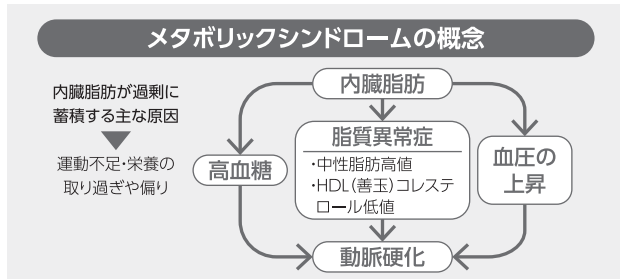 メタボリックシンドロームの概念
内臓脂肪が過剰に
蓄積する主な原因
運動不足・栄養の
取り過ぎや偏り
内臓脂肪
高血糖
脂質異常症
・中性脂肪高値
・HDL（善玉）コレステ
ロール低値
血圧の
上昇
動脈硬化